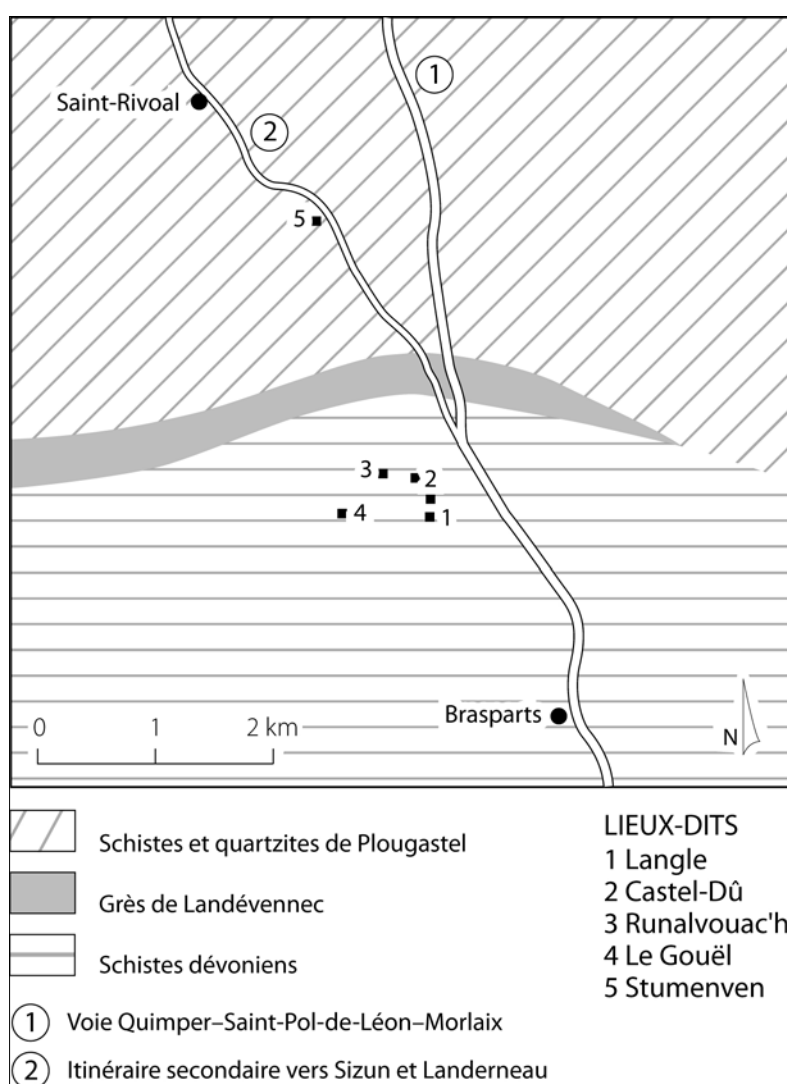 1
Saint-Rivoal
2
5
3
2
4
1
Brasparts
0 1 2 km
N
Schistes et quartzites de Plougastel
Grès de Landévennec
Schistes dévoniens
1 Voie Quimper–Saint-Pol-de-Léon–Morlaix
2 Itinéraire secondaire vers Sizun et Landerneau
LIEUX-DITS
1 Langle
2 Castel-Dû
3 Runalvouac'h
4 Le Gouël
5 Stumenven